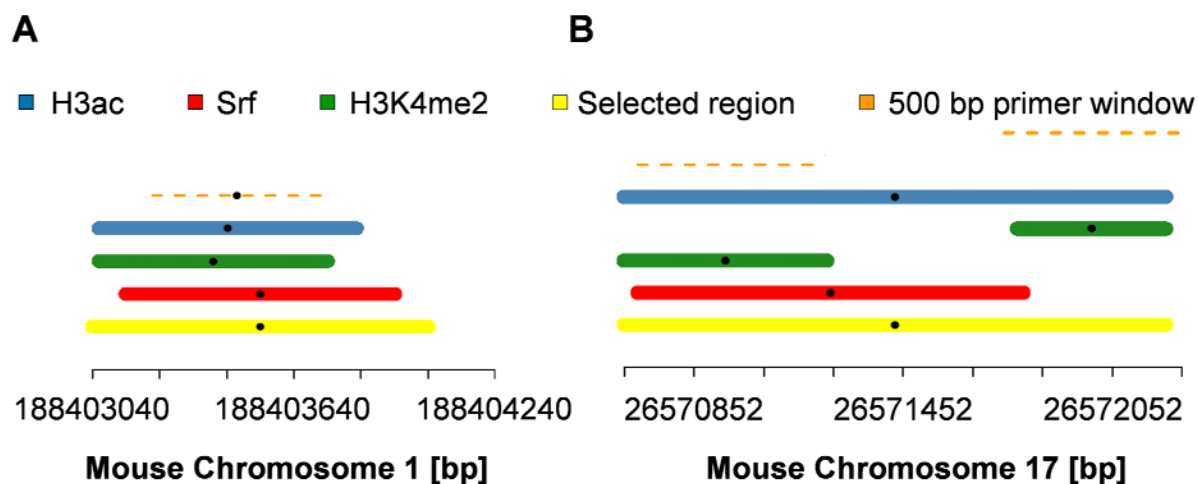 A B
H3ac Srf H3K4me2 Selected region 500 bp primer window
188403040 188403640 188404240 26570852 26571452 26572052
Mouse Chromosome 1 [bp] Mouse Chromosome 17 [bp]